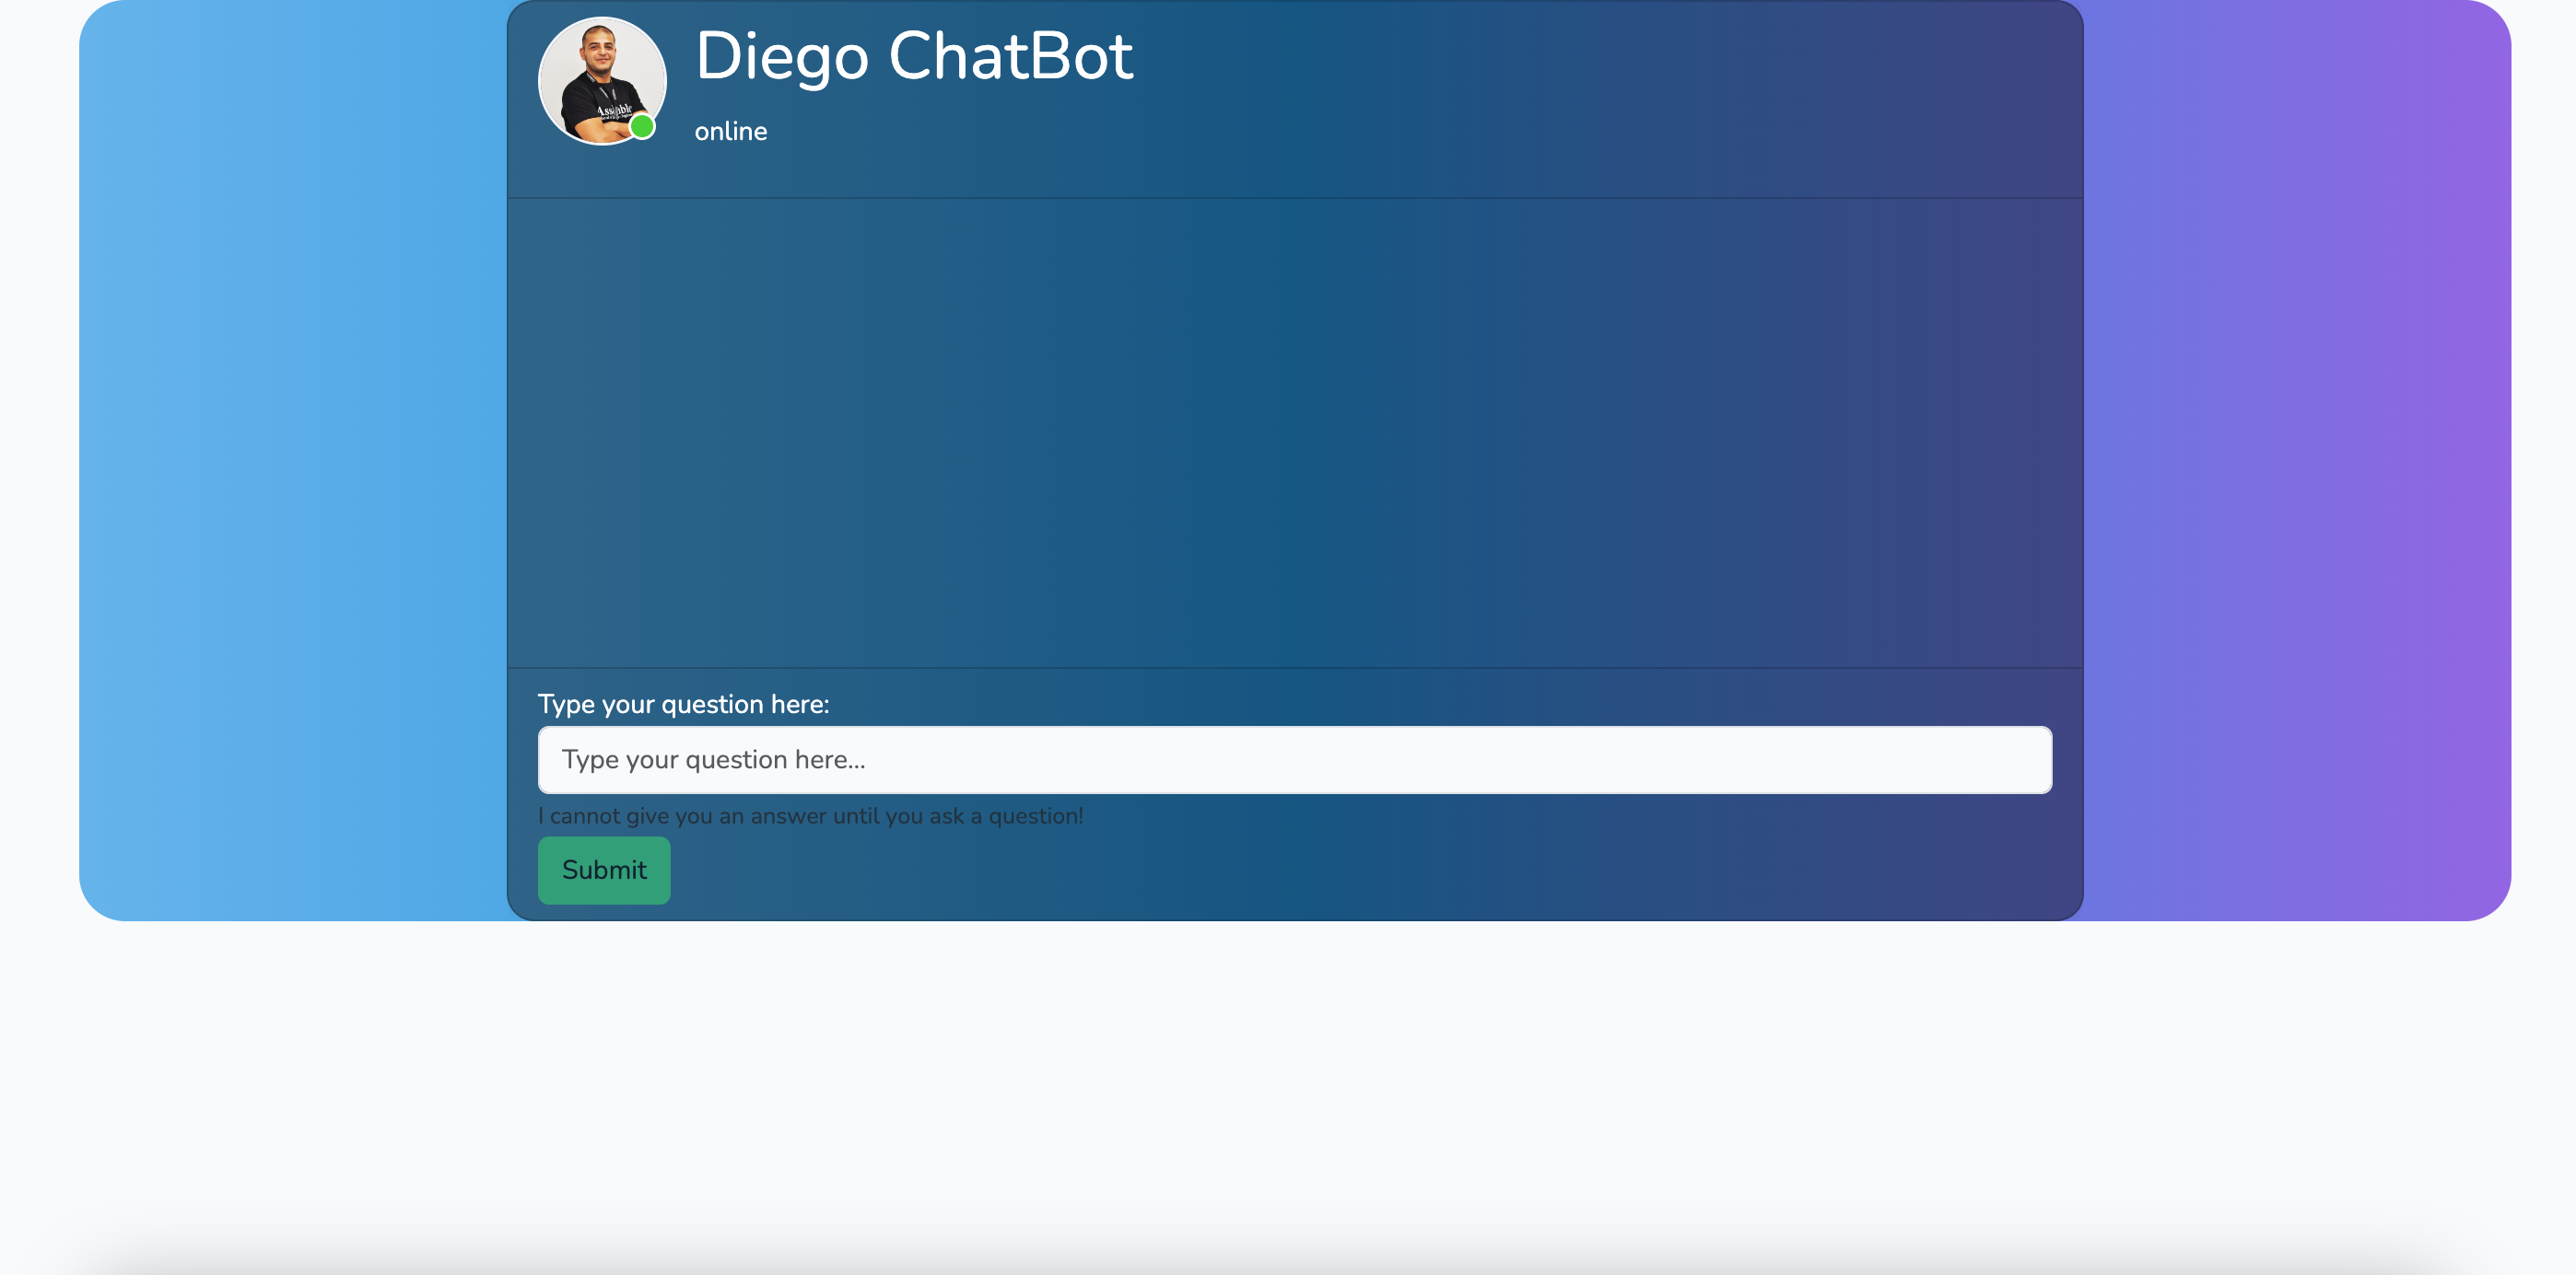 Diego ChatBot
online
Type your question here:
Type your question here...
I cannot give you an answer until you ask a question!
Submit